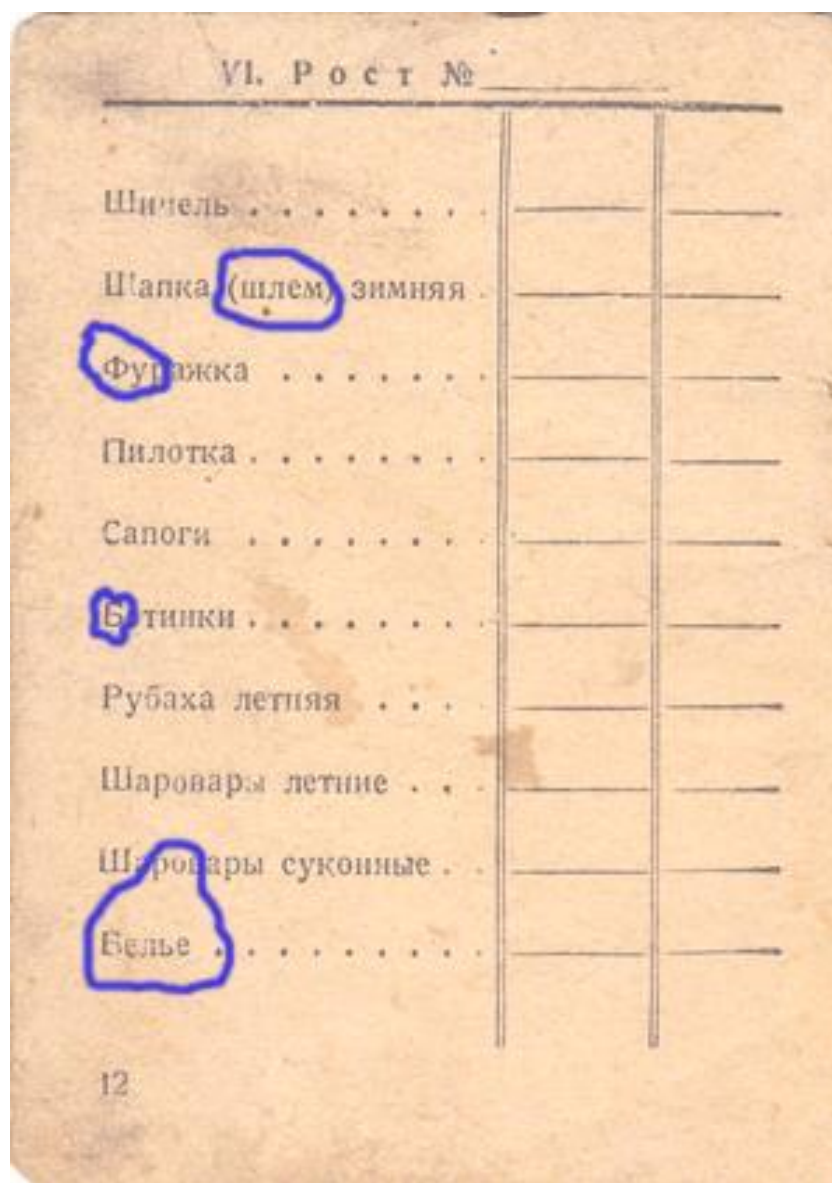 VI. Рост №
Шинель . . . . . . . .
Шапка (шлем) зимняя .
Фуражка . . . . . . .
Пилотка . . . . . . . .
Сапоги . . . . . . . .
Ботинки . . . . . . . .
Рубаха летняя . . . .
Шаровары летние . . .
Шаровары суконные . .
Белье . . . . . . . . .
12